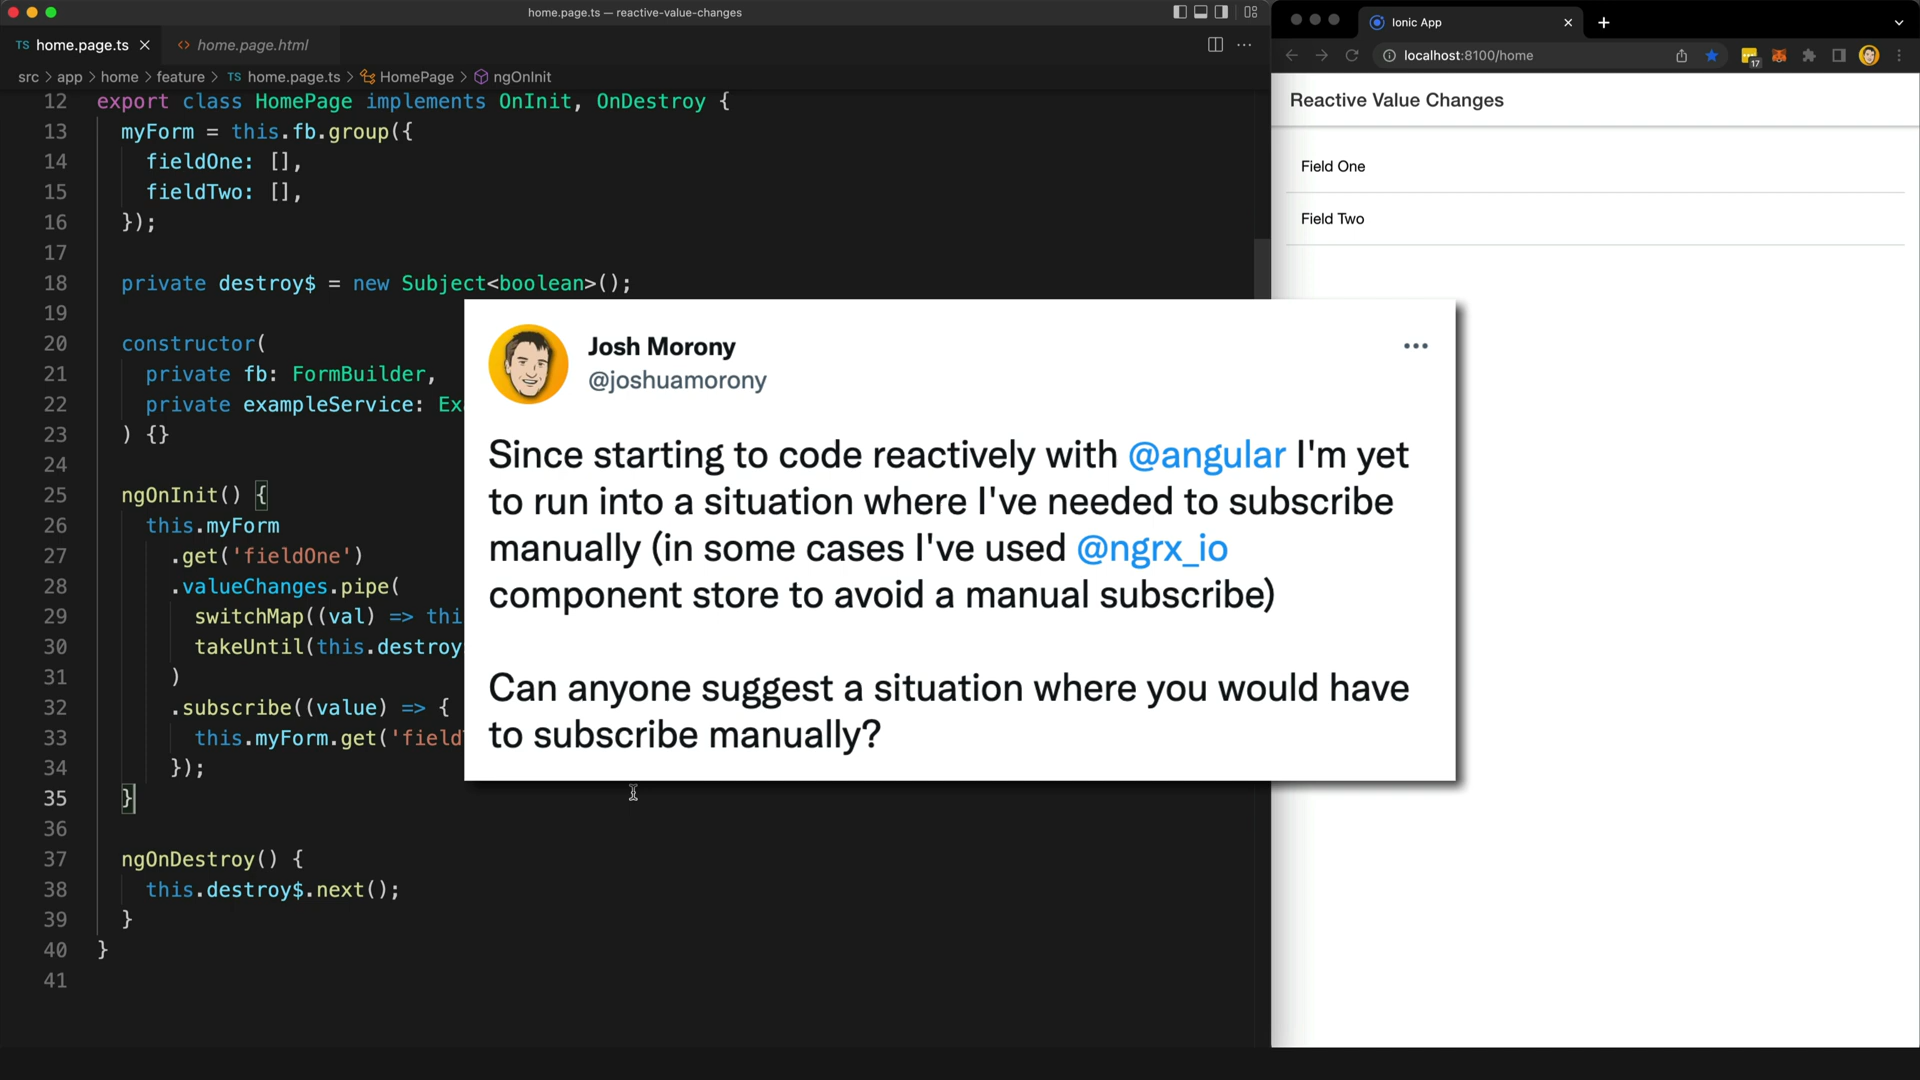 home.page.ts — reactive-value-changes
TS home.page.ts
<> home.page.html
src > app > home > feature > TS home.page.ts > HomePage > ngOnInit
12 export class HomePage implements OnInit, OnDestroy {
13 myForm = this.fb.group({
14 fieldOne: [],
15 fieldTwo: [],
16 });
17
18 private destroy$ = new Subject<boolean>();
19
20 constructor(
21 private fb: FormBuilder,
22 private exampleService: Ex
23 ) {}
24
25 ngOnInit() {
26 this.myForm
27 .get('fieldOne')
28 .valueChanges.pipe(
29 switchMap((val) => thi
30 takeUntil(this.destroy
31 )
32 .subscribe((value) => {
33 this.myForm.get('field
34 });
35 }
36
37 ngOnDestroy() {
38 this.destroy$.next();
39 }
40 }
41
Josh Morony
@joshuamorony
Since starting to code reactively with @angular I'm yet
to run into a situation where I've needed to subscribe
manually (in some cases I've used @ngrx_io
component store to avoid a manual subscribe)
Can anyone suggest a situation where you would have
to subscribe manually?
Ionic App
localhost:8100/home
17
Reactive Value Changes
Field One
Field Two